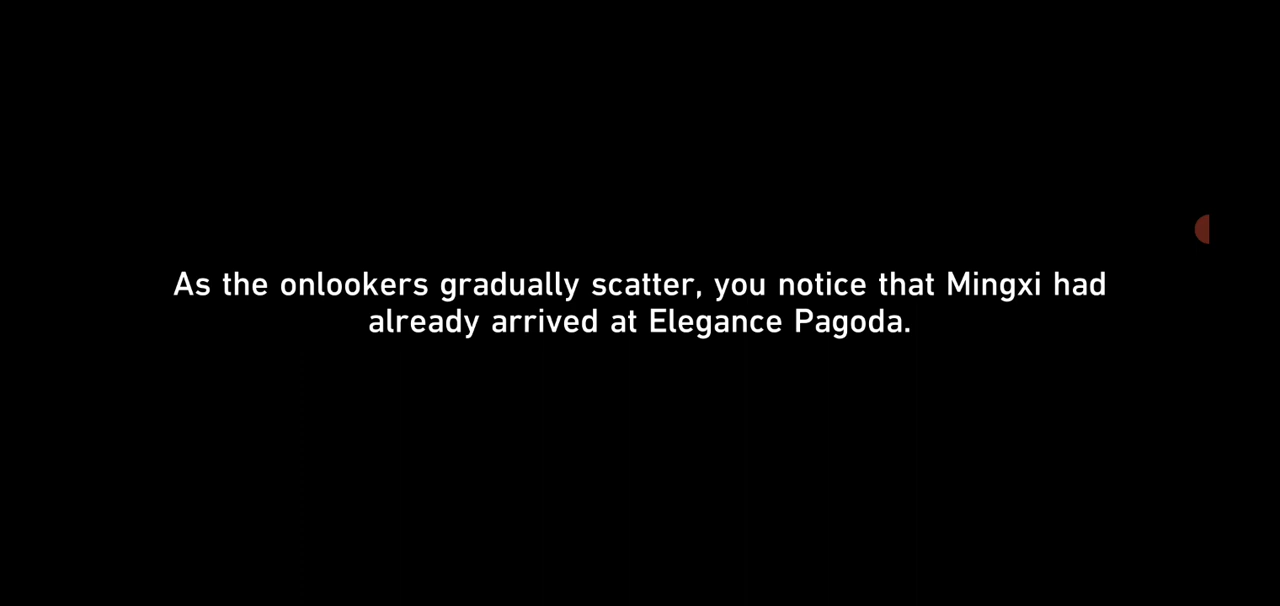 As the onlookers gradually scatter, you notice that Mingxi had
already arrived at Elegance Pagoda.